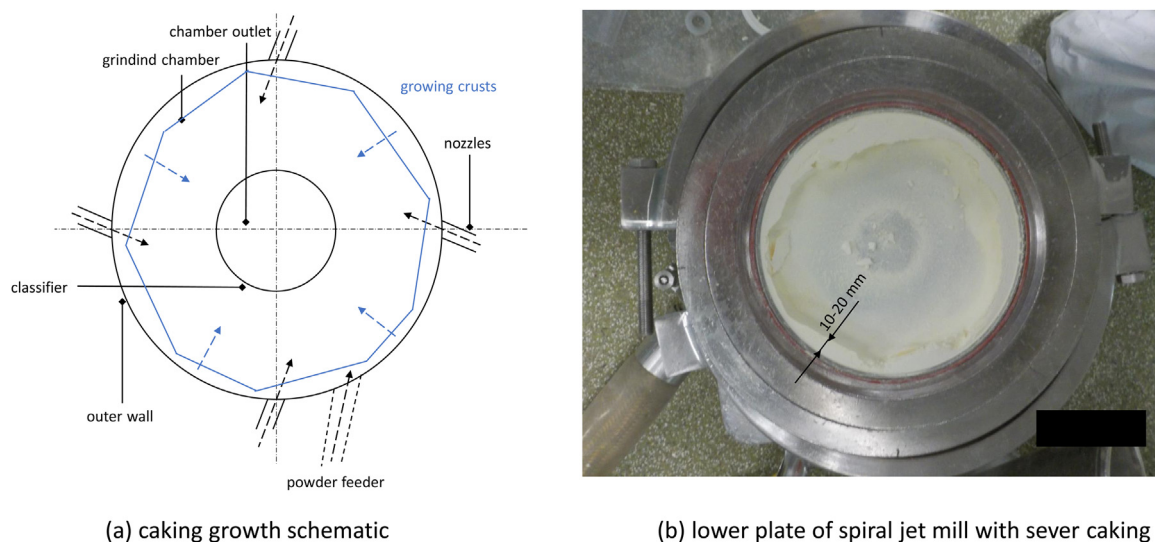 chamber outlet
grindind chamber
growing crusts
nozzles
classifier
outer wall
powder feeder
10-20 mm
(a) caking growth schematic
(b) lower plate of spiral jet mill with sever caking